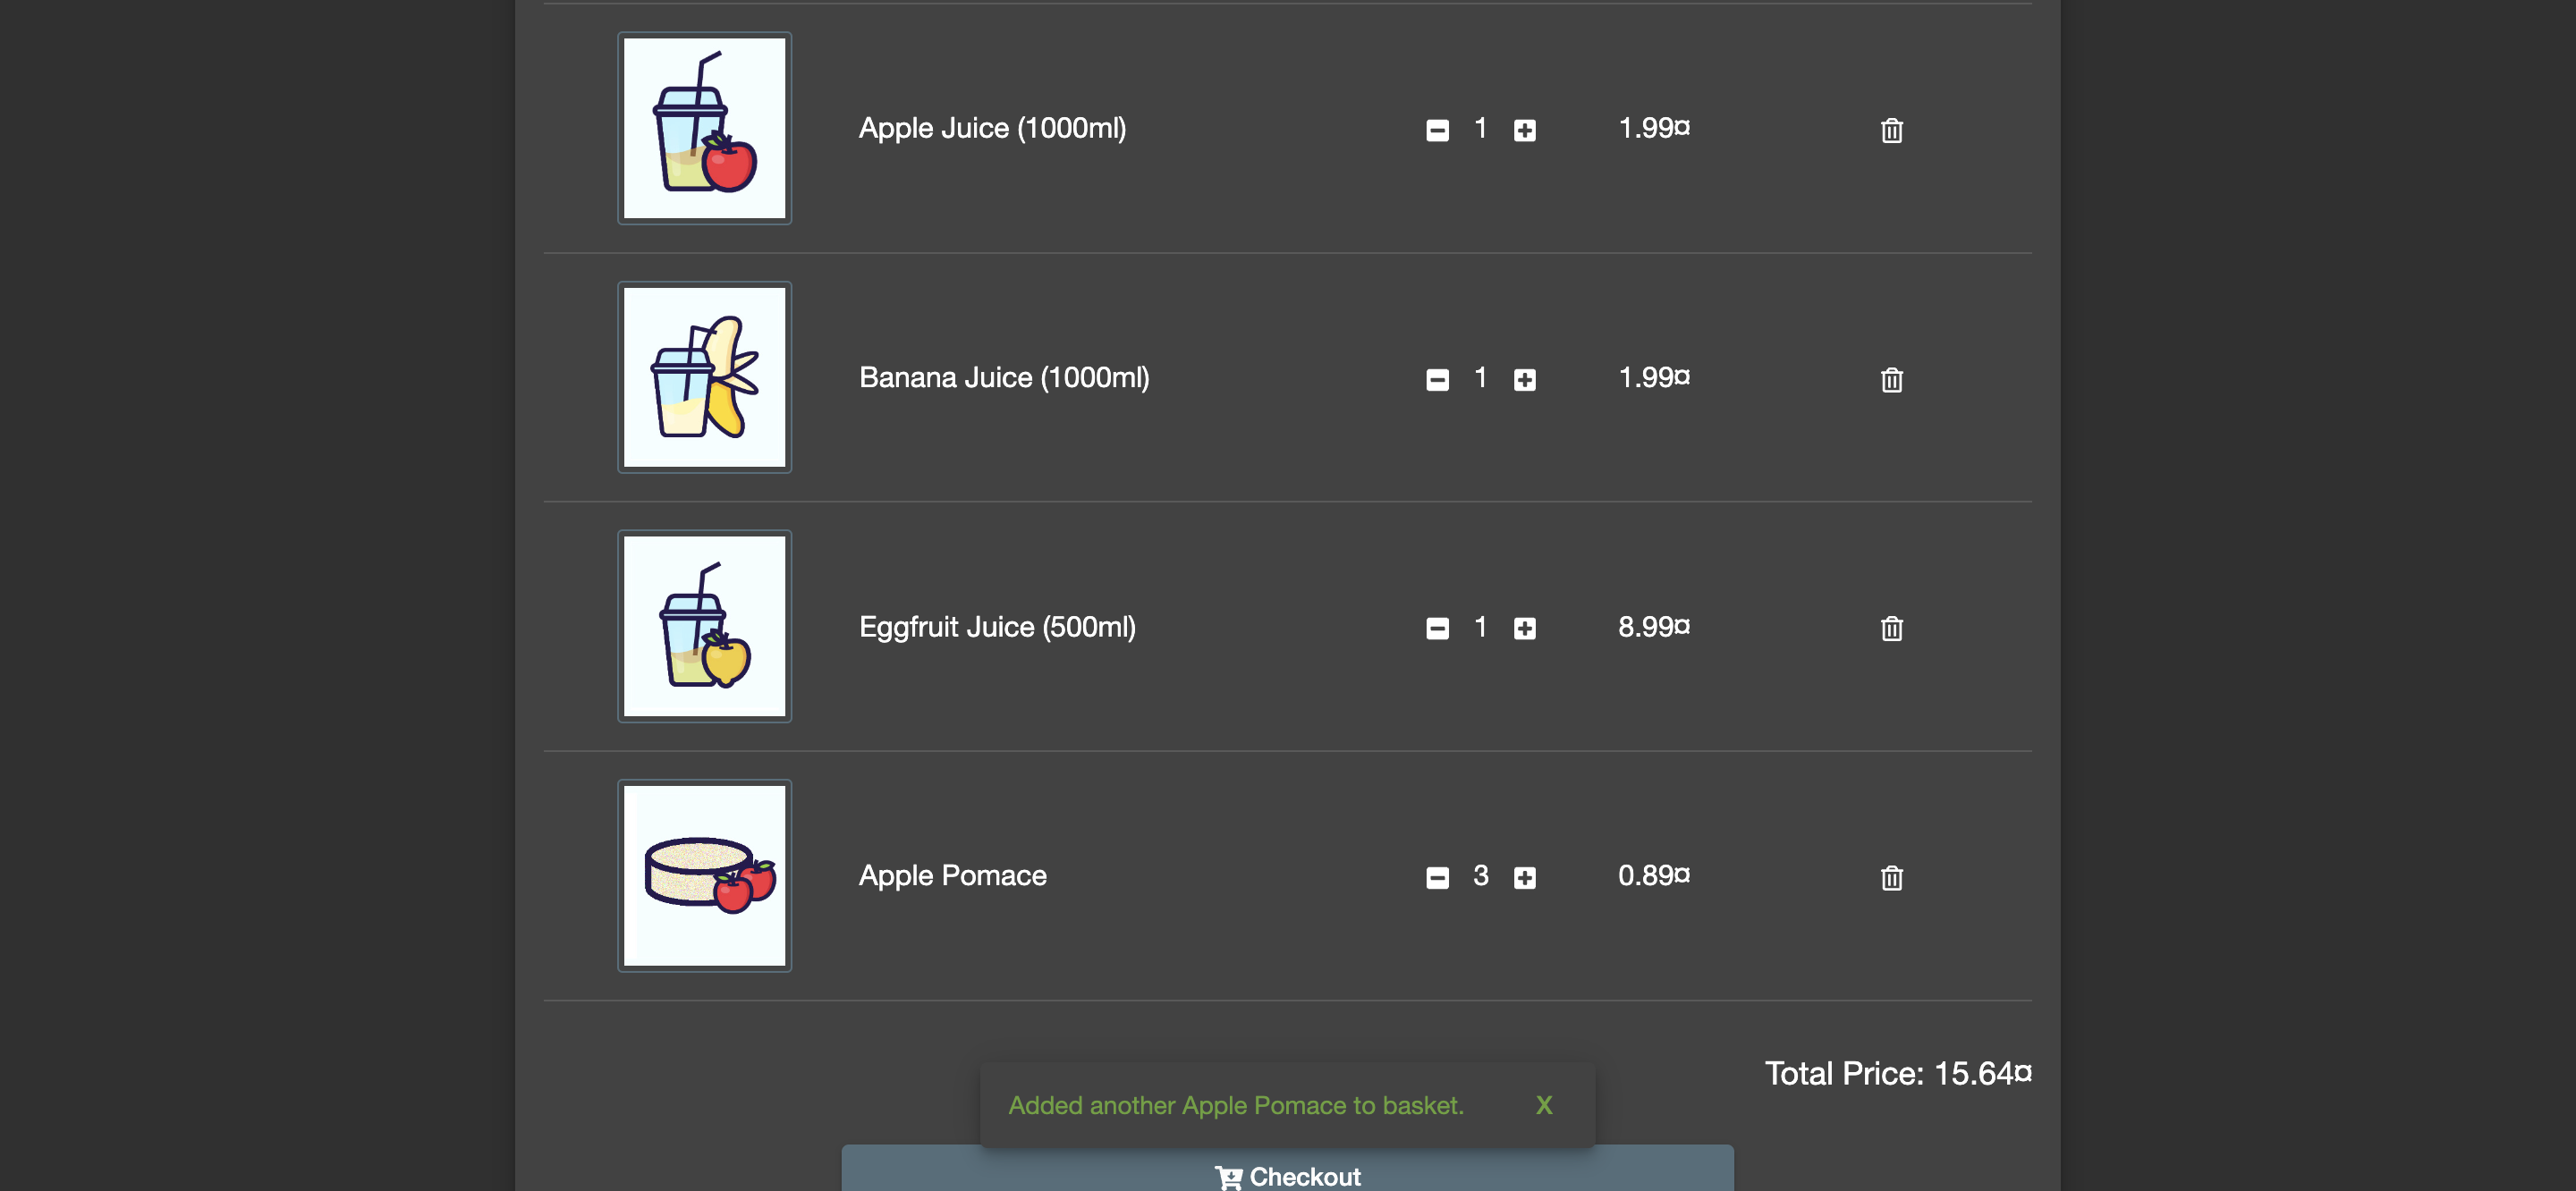 Apple Juice (1000ml) 1 1.99¤
Banana Juice (1000ml) 1 1.99¤
Eggfruit Juice (500ml) 1 8.99¤
Apple Pomace 3 0.89¤
Total Price: 15.64¤
Added another Apple Pomace to basket. X
Checkout